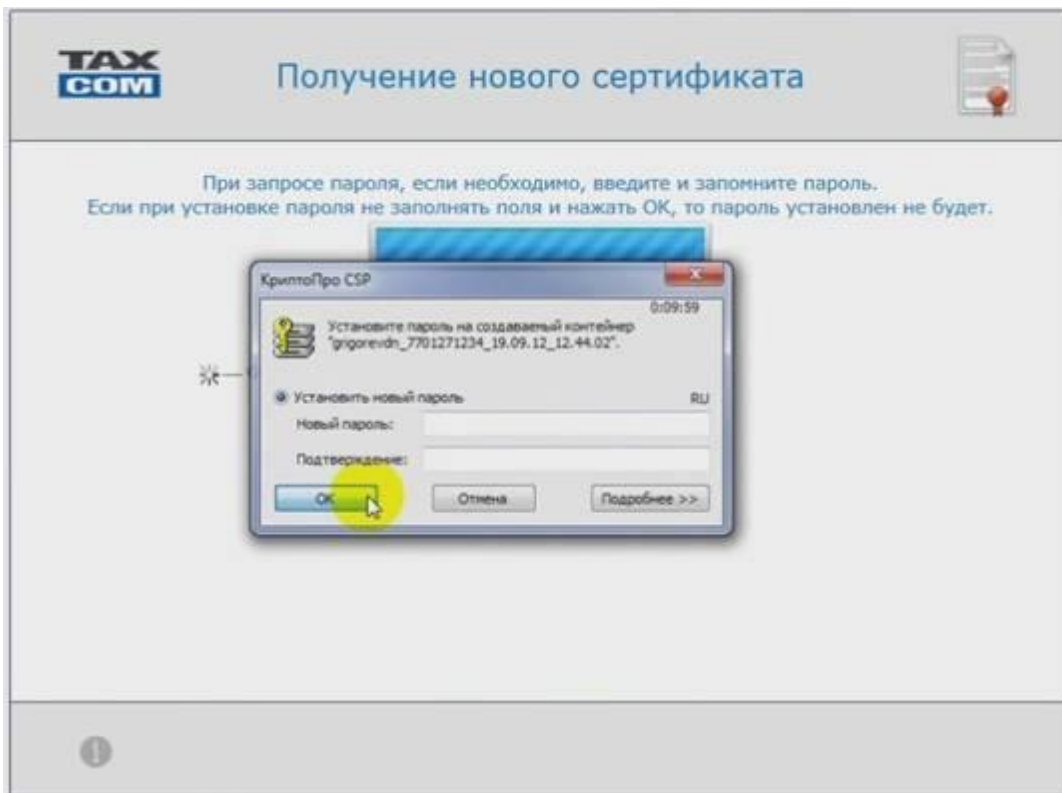 TAX
COM
Получение нового сертификата
При запросе пароля, если необходимо, введите и запомните пароль.
Если при установке пароля не заполнять поля и нажать ОК, то пароль установлен не будет.
КриптоПро CSP
0:09:59
Установите пароль на создаваемый контейнер
"grigorevdn_7701271234_19.09.12_12.44.02".
Установить новый пароль
RU
Новый пароль:
Подтверждение:
ОК
Отмена
Подробнее >>